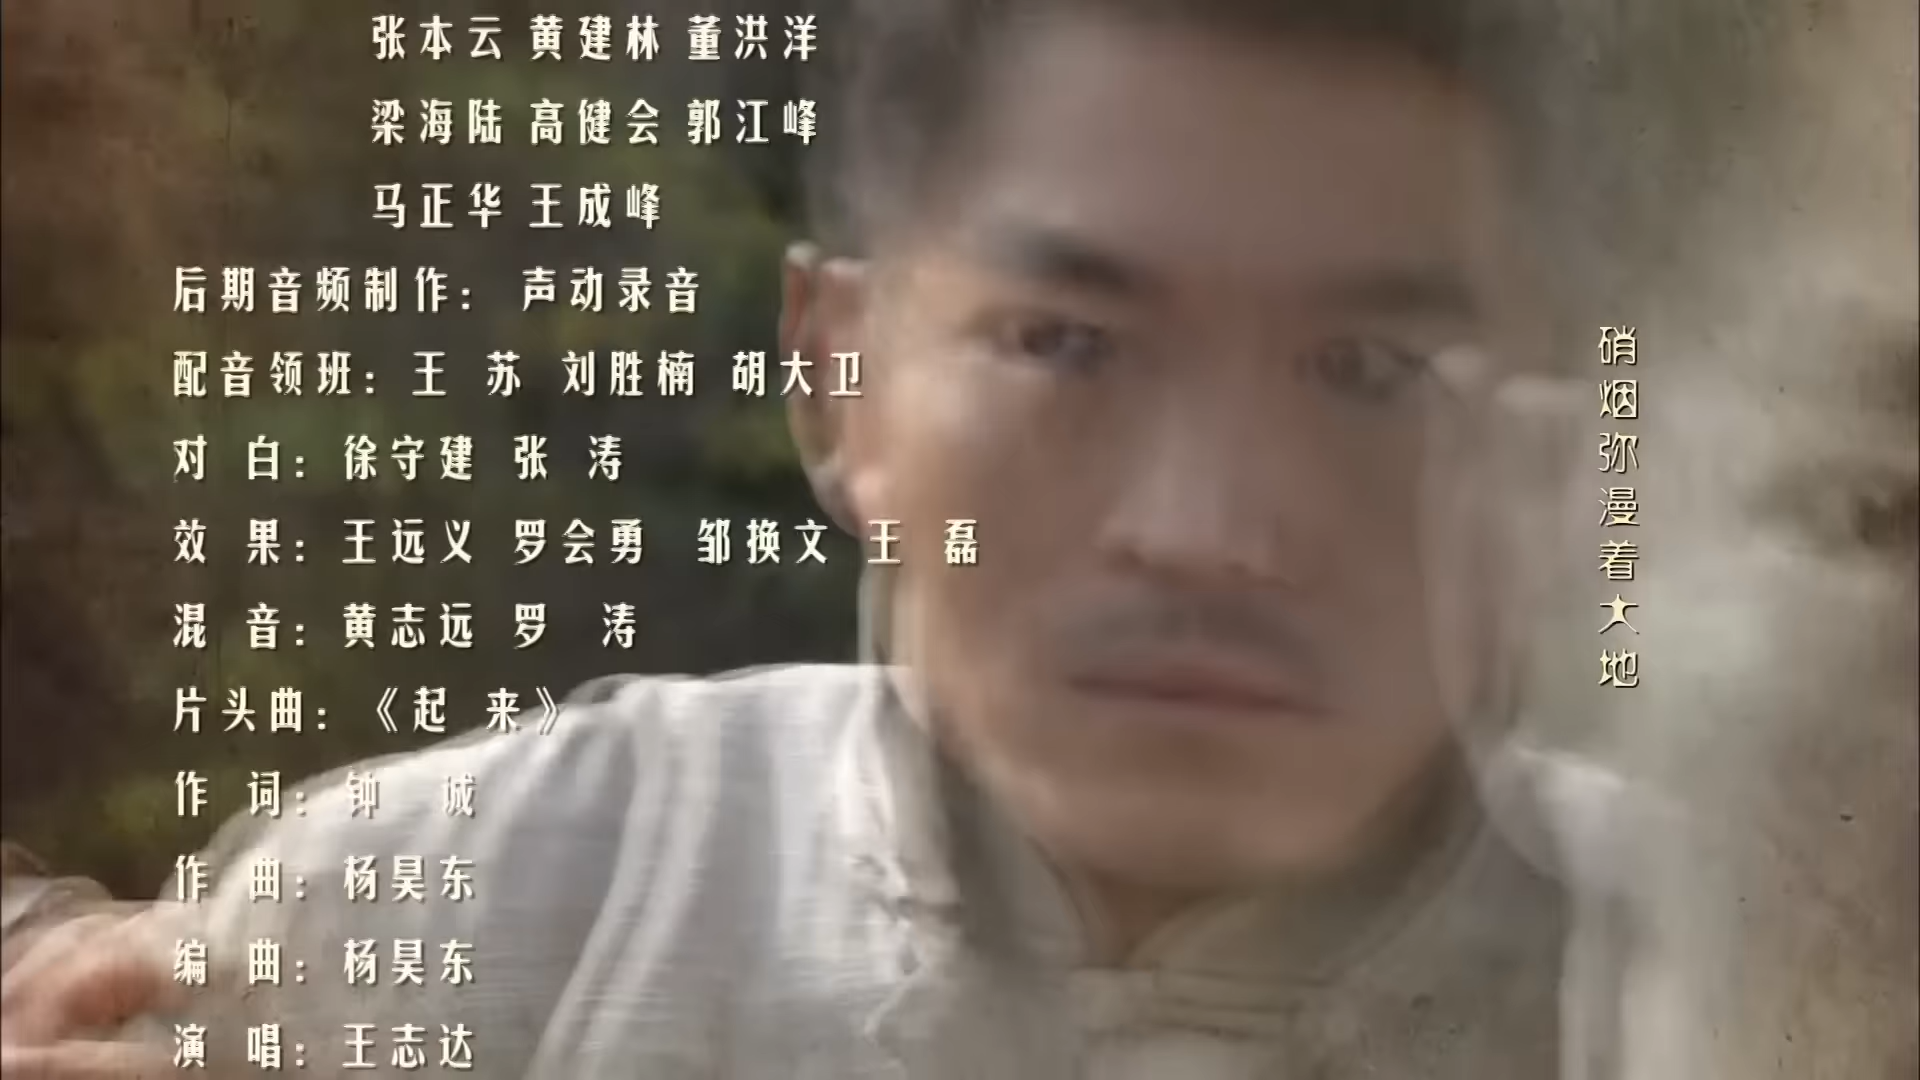 张本云 黄建林 董洪洋
梁海陆 高健会 郭江峰
马正华 王成峰
后期音频制作： 声动录音
配音领班：王 苏 刘胜楠 胡大卫
对 白：徐守建 张 涛
效 果：王远义 罗会勇 邹换文 王 磊
混 音：黄志远 罗 涛
片头曲：《起 来》
作 词：钟 诚
作 曲：杨昊东
编 曲：杨昊东
演 唱：王志达
硝烟弥漫着大地